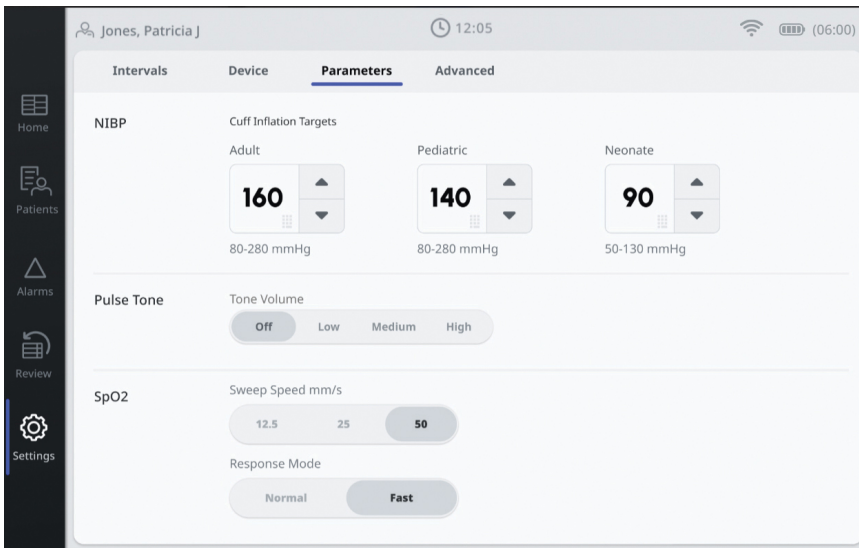 Jones, Patricia J
12:05
(06:00)
Intervals Device Parameters Advanced
Home
Patients
Alarms
Review
Settings
NIBP
Cuff Inflation Targets
Adult Pediatric Neonate
160 140 90
80-280 mmHg 80-280 mmHg 50-130 mmHg
Pulse Tone
Tone Volume
Off Low Medium High
SpO2
Sweep Speed mm/s
12.5 25 50
Response Mode
Normal Fast